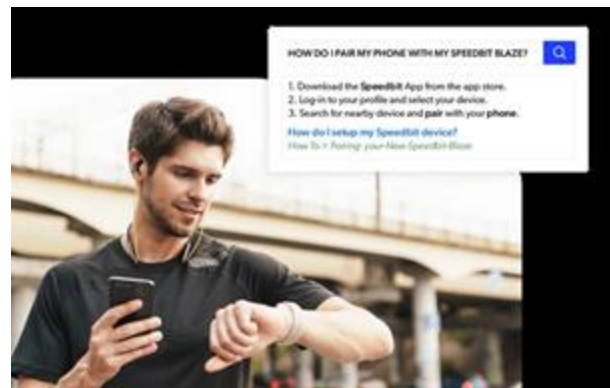 HOW DO I PAIR MY PHONE WITH MY SPEEDBIT BLAZE?
1. Download the Speedbit App from the app store.
2. Log-in to your profile and select your device.
3. Search for nearby device and pair with your phone.
How do I setup my Speedbit device?
How To > Pairing-your-New-Speedbit-Blaze